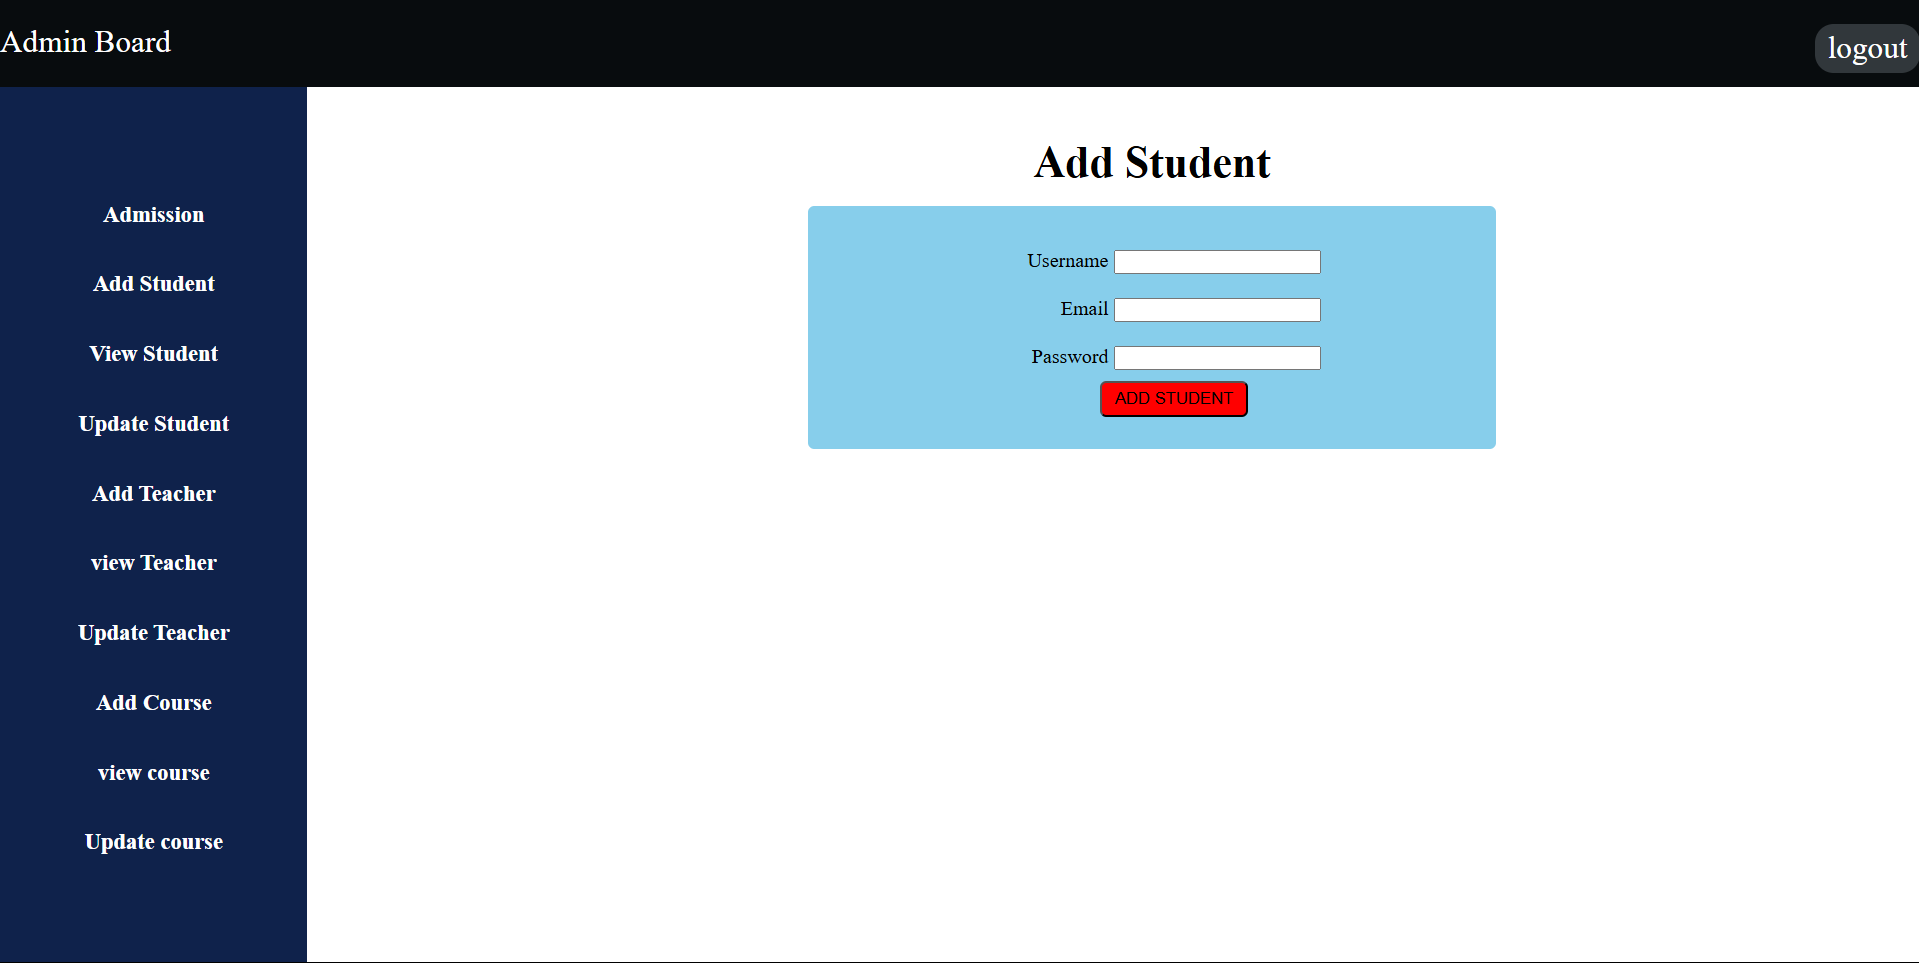 Admin Board
logout
Admission
Add Student
View Student
Update Student
Add Teacher
view Teacher
Update Teacher
Add Course
view course
Update course
Add Student
Username
Email
Password
ADD STUDENT